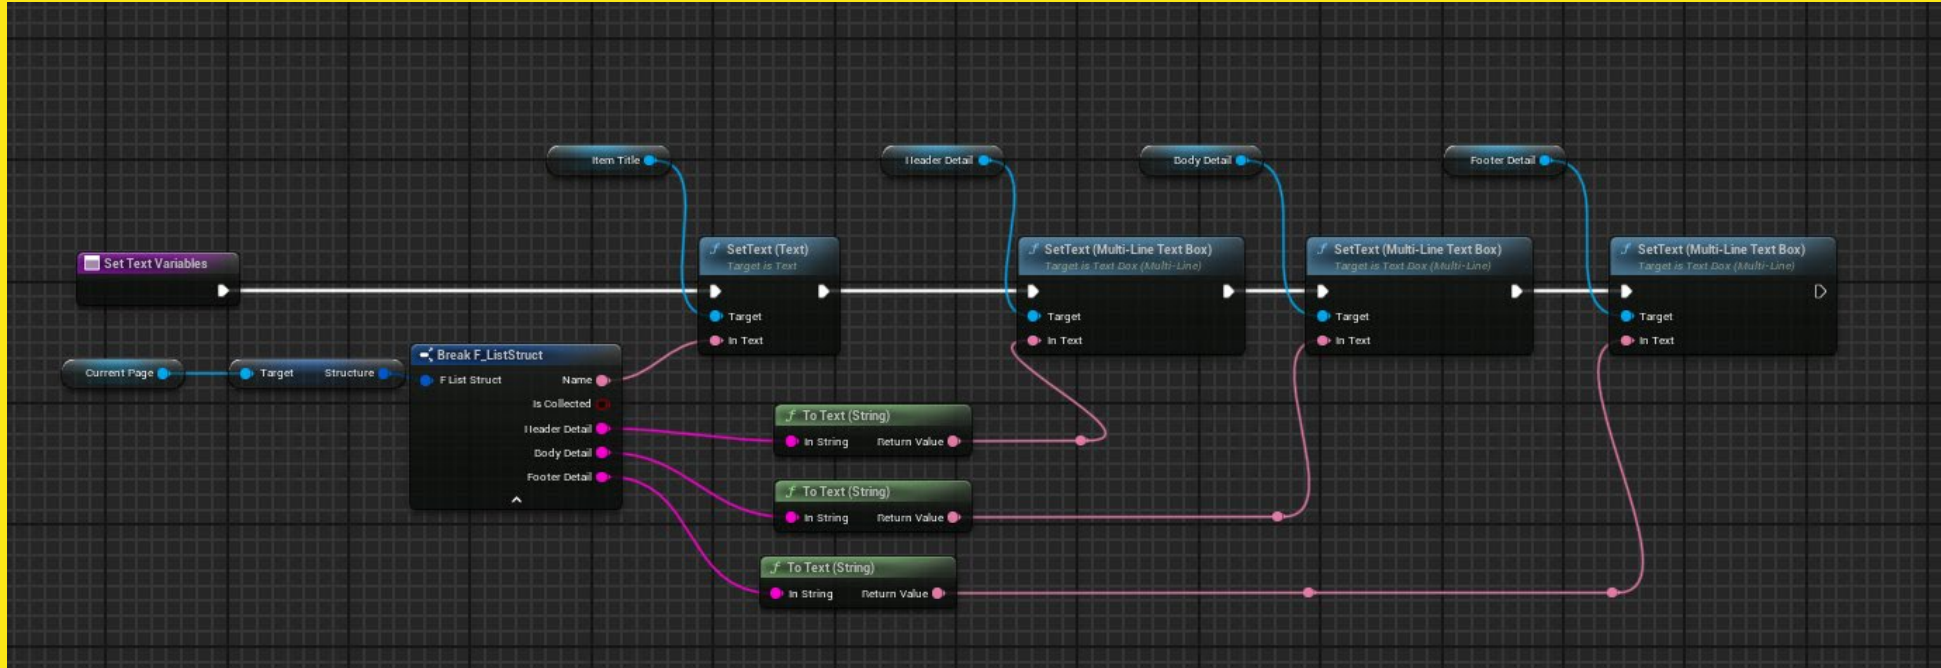 Item Title
Header Detail
Body Detail
Footer Detail
Set Text Variables
SetText (Text)
Target is Text
Target
In Text
SetText (Multi-Line Text Box)
Target is Text Box (Multi-Line)
Target
In Text
SetText (Multi-Line Text Box)
Target is Text Box (Multi-Line)
Target
In Text
SetText (Multi-Line Text Box)
Target is Text Box (Multi-Line)
Target
In Text
Current Page
Target Structure
Break F_ListStruct
F List Struct Name
Is Collected
Header Detail
Body Detail
Footer Detail
To Text (String)
In String Return Value
To Text (String)
In String Return Value
To Text (String)
In String Return Value